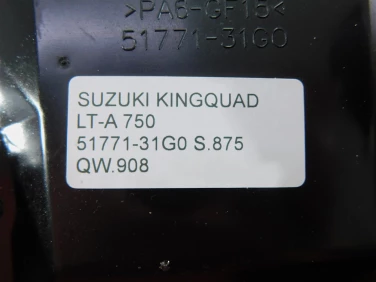 >PA6-GF15<
51771-31G0
SUZUKI KINGQUAD
LT-A 750
51771-31G0 S.875
QW.908